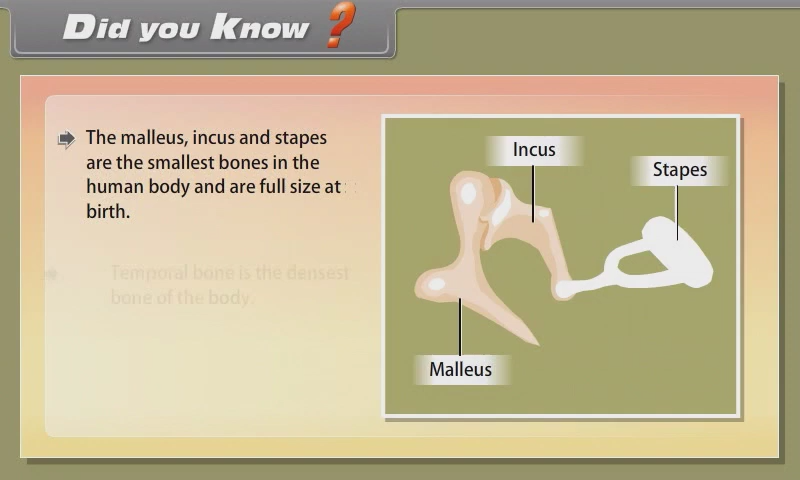 Did you Know ?
The malleus, incus and stapes
are the smallest bones in the
human body and are full size at
birth.
Temporal bone is the densest
bone of the body.
Incus
Stapes
Malleus